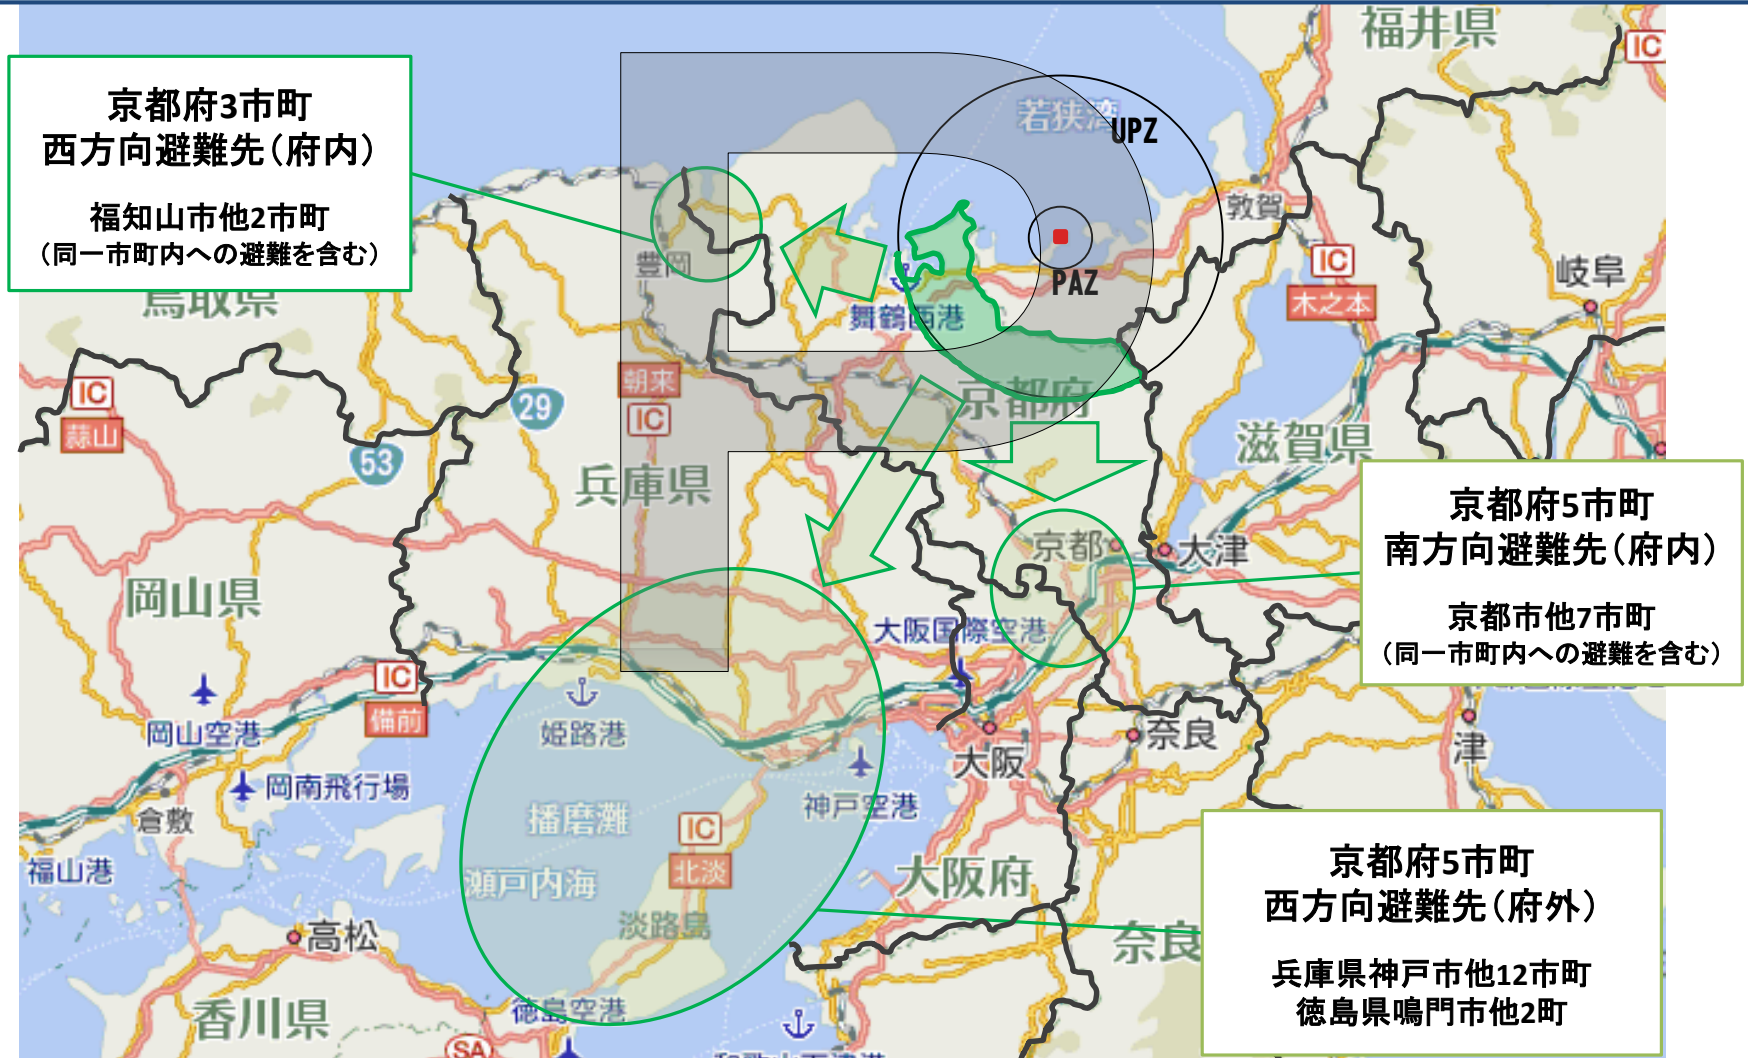 福井県
IC
京都府3市町
西方向避難先（府内）
福知山市他2市町
（同一市町内への避難を含む）
若狭湾
UPZ
敦賀
豊岡
PAZ
IC
木之本
岐阜
鳥取県
舞鶴西港
朝来
IC
29
IC
蒜山
53
京都府
滋賀県
兵庫県
京都府5市町
南方向避難先（府内）
京都市他7市町
（同一市町内への避難を含む）
京都
大津
岡山県
大阪国際空港
IC
備前
岡山空港
姫路港
奈良
津
大阪
岡南飛行場
神戸空港
倉敷
播磨灘
IC
北淡
福山港
瀬戸内海
大阪府
淡路島
高松
奈良
京都府5市町
西方向避難先（府外）
兵庫県神戸市他12市町
徳島県鳴門市他2町
香川県
徳島空港
SA